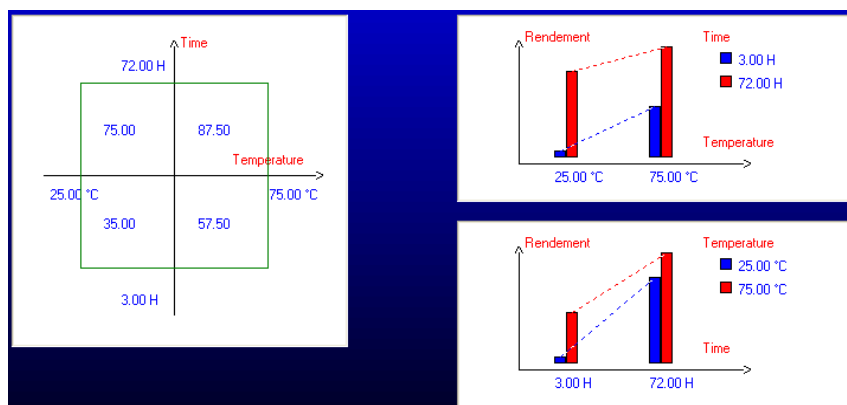 Time
72.00 H
75.00 87.50
Temperature
25.00 °C 75.00 °C
35.00 57.50
3.00 H
Rendement Time
3.00 H
72.00 H
Temperature
25.00 °C 75.00 °C
Rendement Temperature
25.00 °C
75.00 °C
Time
3.00 H 72.00 H